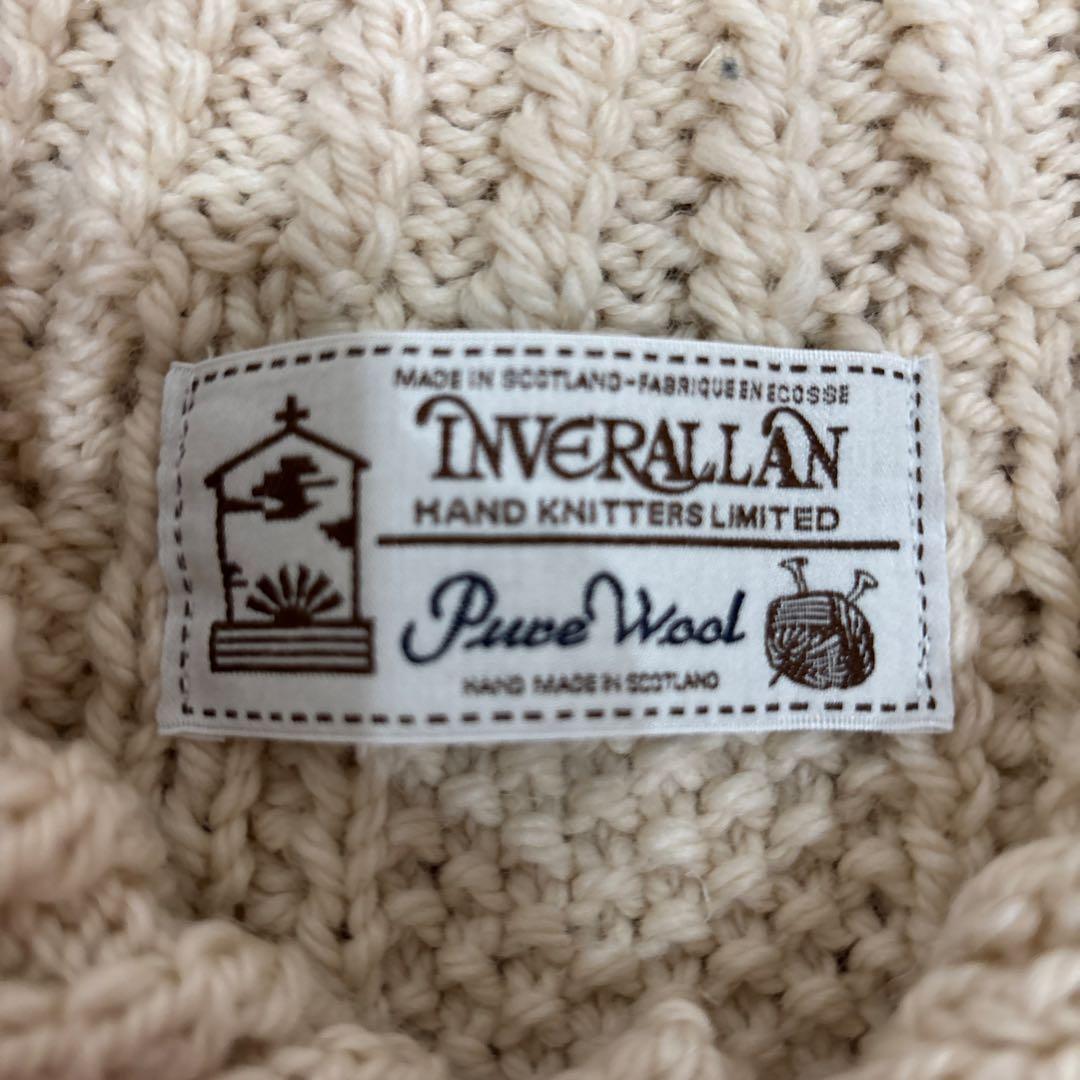 MADE IN SCOTLAND-FABRIQUE EN ECOSSE
INVERALLAN
HAND KNITTERS LIMITED
Pure Wool
HAND MADE IN SCOTLAND